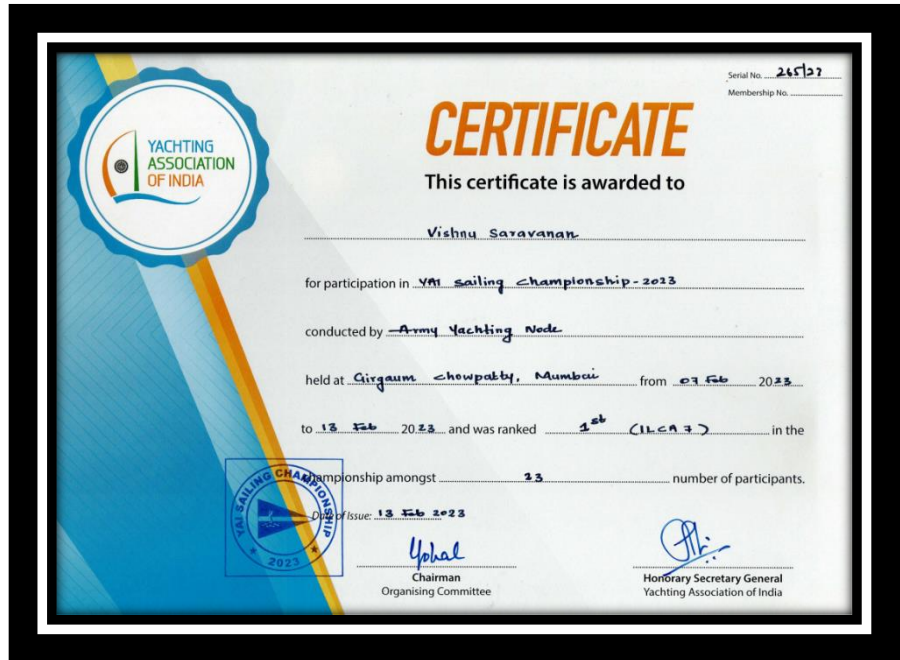 Serial No. 265/23
Membership No.
YACHTING
ASSOCIATION
OF INDIA
CERTIFICATE
This certificate is awarded to
Vishnu Saravanan
for participation in YAI sailing championship - 2023
conducted by Army Yachting Node
held at Girgaum chowpatty, Mumbai from 07 Feb 2023
to 13 Feb 2023 and was ranked 1st (ILCA 7) in the
championship amongst 23 number of participants.
YAI SAILING CHAMPIONSHIP
2023
Date of Issue: 13 Feb 2023
Chairman
Organising Committee
Honorary Secretary General
Yachting Association of India